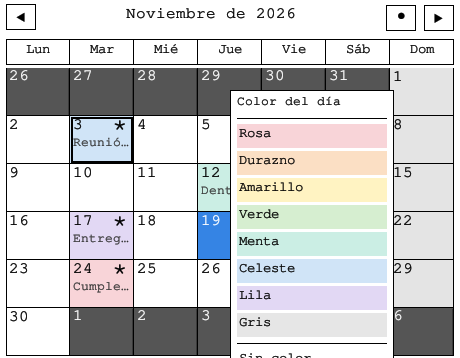 Noviembre de 2026
Lun Mar Mié Jue Vie Sáb Dom
26 27 28 29 30 31 1
Color del día
2 3 * 4 5 8
Reunió...
Rosa
Durazno
9 10 11 12 15
Dent
Amarillo
Verde
16 17 * 18 19 22
Entreg...
Menta
23 24 * 25 26 29
Cumple...
Celeste
Lila
30 1 2 3 6
Gris
Sin color